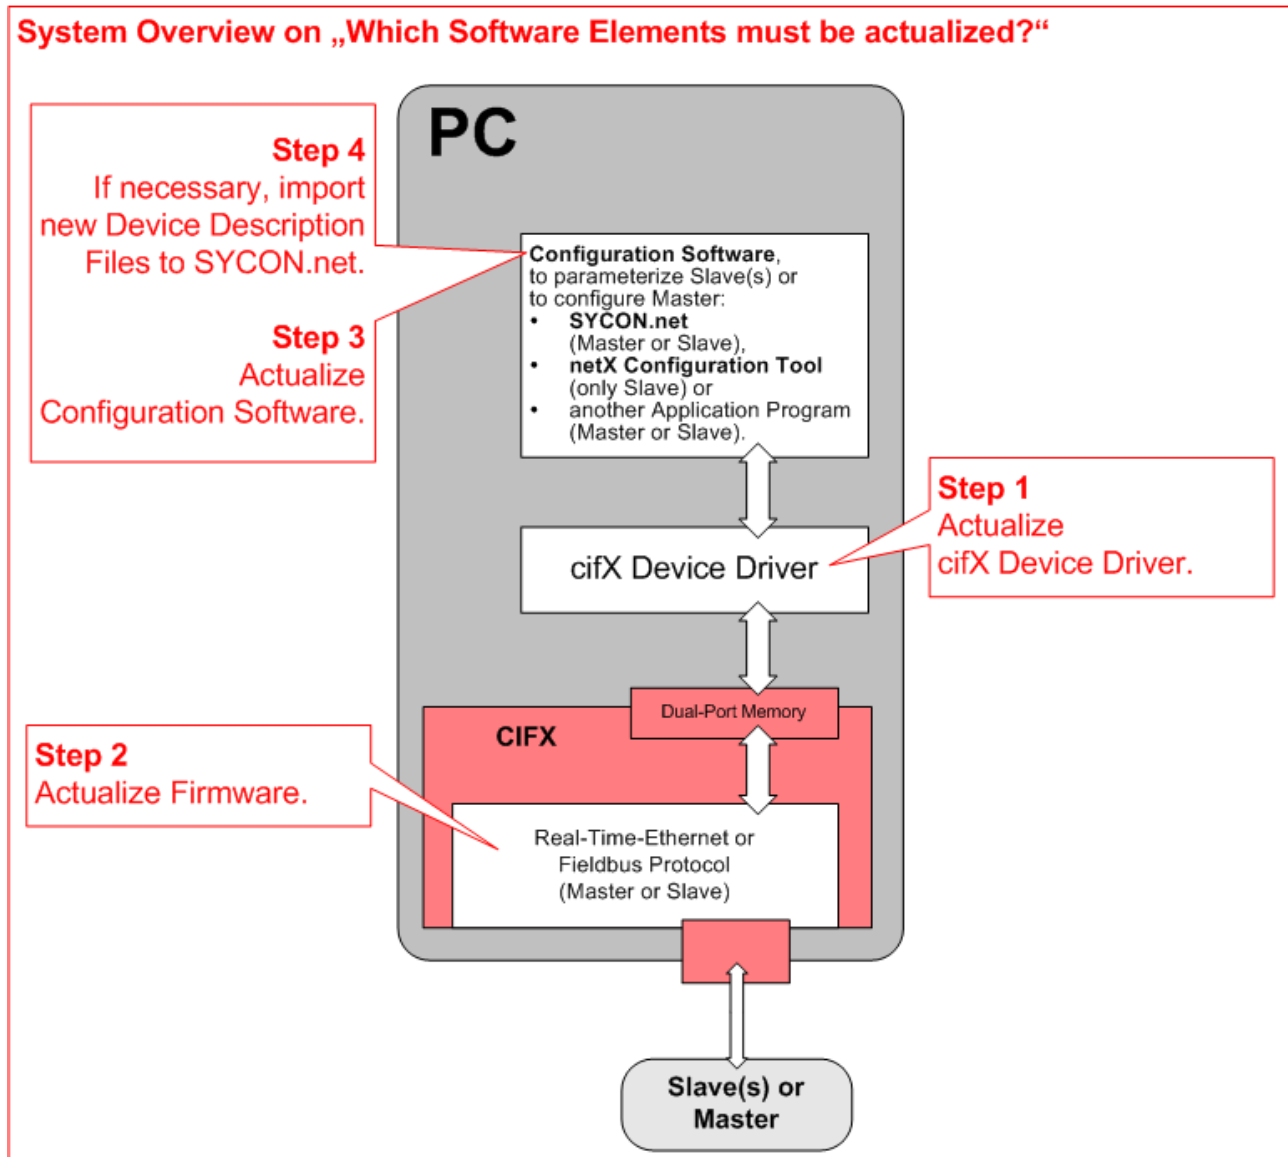 System Overview on „Which Software Elements must be actualized?“
PC
Step 4
If necessary, import
new Device Description
Files to SYCON.net.
Step 3
Actualize
Configuration Software.
Configuration Software,
to parameterize Slave(s) or
to configure Master:
• SYCON.net
(Master or Slave),
• netX Configuration Tool
(only Slave) or
• another Application Program
(Master or Slave).
Step 1
Actualize
cifX Device Driver.
cifX Device Driver
Dual-Port Memory
CIFX
Step 2
Actualize Firmware.
Real-Time-Ethernet or
Fieldbus Protocol
(Master or Slave)
Slave(s) or
Master